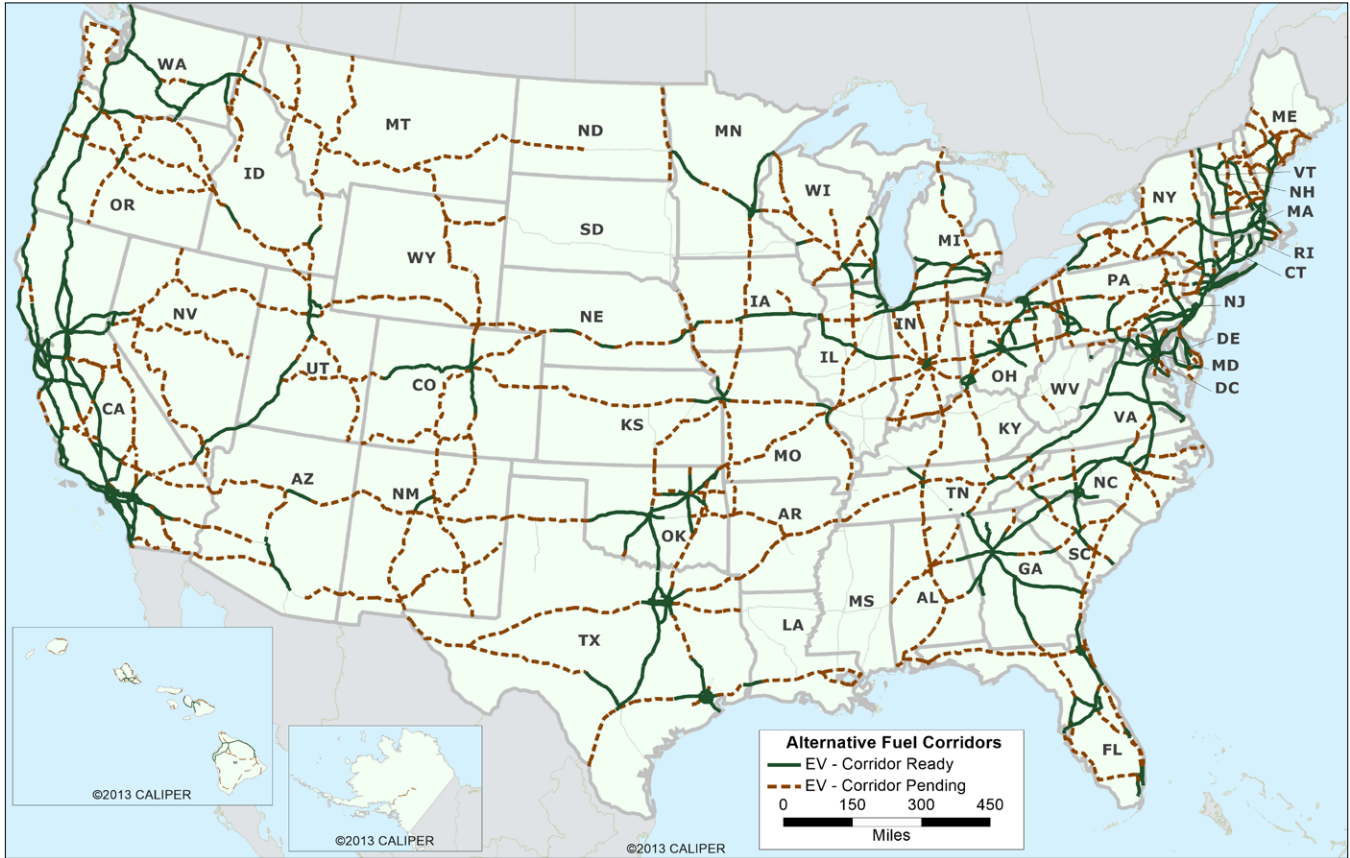 WA
MT
ND
MN
ME
VT
NH
MA
RI
CT
NY
WI
MI
ID
OR
SD
WY
PA
NJ
DE
MD
DC
IA
NE
NV
UT
CO
IL
IN
OH
WV
VA
CA
KS
MO
KY
NC
TN
AZ
NM
OK
AR
SC
GA
AL
MS
LA
TX
FL
Alternative Fuel Corridors
EV - Corridor Ready
EV - Corridor Pending
0 150 300 450
Miles
©2013 CALIPER
©2013 CALIPER
©2013 CALIPER